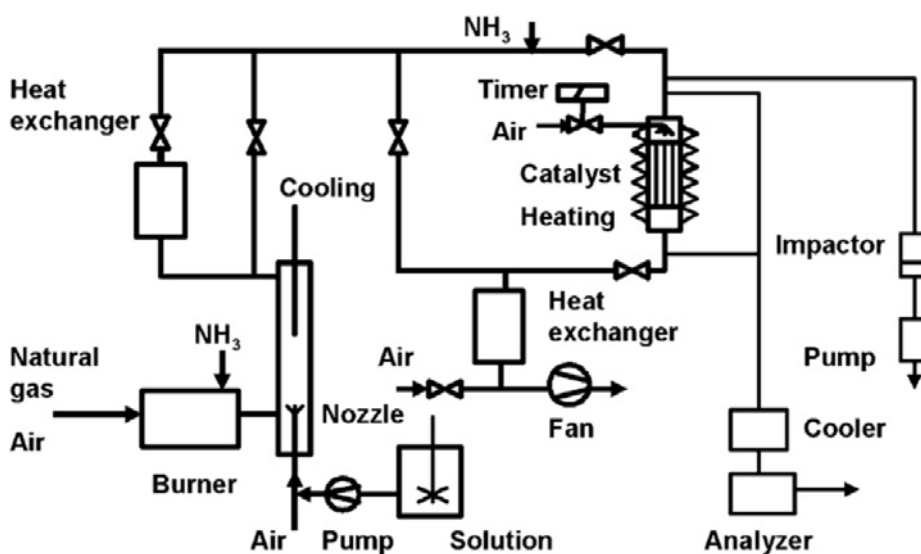 NH3
Heat
exchanger
Timer
Air
Cooling
Catalyst
Heating
Impactor
Heat
exchanger
NH3
Natural
gas
Air
Pump
Nozzle
Fan
Cooler
Air
Burner
Air
Pump
Solution
Analyzer